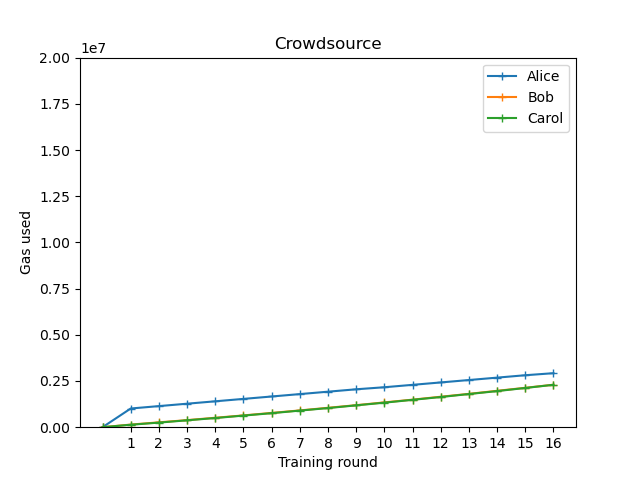 Crowdsource
1e7
2.00
1.75
1.50
1.25
1.00
0.75
0.50
0.25
0.00
Gas used
Alice
Bob
Carol
1 2 3 4 5 6 7 8 9 10 11 12 13 14 15 16
Training round